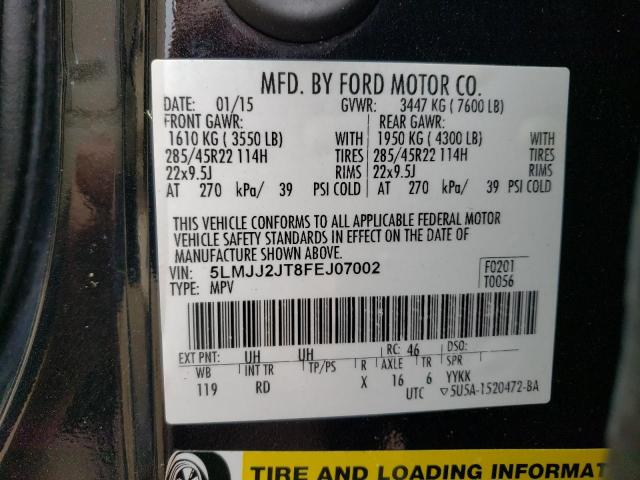 MFD. BY FORD MOTOR CO.
DATE: 01/15 GVWR: 3447 KG ( 7600 LB)
FRONT GAWR: REAR GAWR:
1610 KG ( 3550 LB) WITH 1950 KG ( 4300 LB) WITH
285/45R22 114H TIRES 285/45R22 114H TIRES
22x9.5J RIMS 22x9.5J RIMS
AT 270 kPa/ 39 PSI COLD AT 270 kPa/ 39 PSI COLD
THIS VEHICLE CONFORMS TO ALL APPLICABLE FEDERAL MOTOR
VEHICLE SAFETY STANDARDS IN EFFECT ON THE DATE OF
MANUFACTURE SHOWN ABOVE.
VIN: 5LMJJ2JT8FEJ07002 F0201
TYPE: MPV T0056
EXT PNT: UH UH RC: 46 DSO:
WB INT TR TP/PS R AXLE TR SPR
119 RD X 16 6 YYKK
UTC ▽5U5A-1520472-BA
TIRE AND LOADING INFORMAT